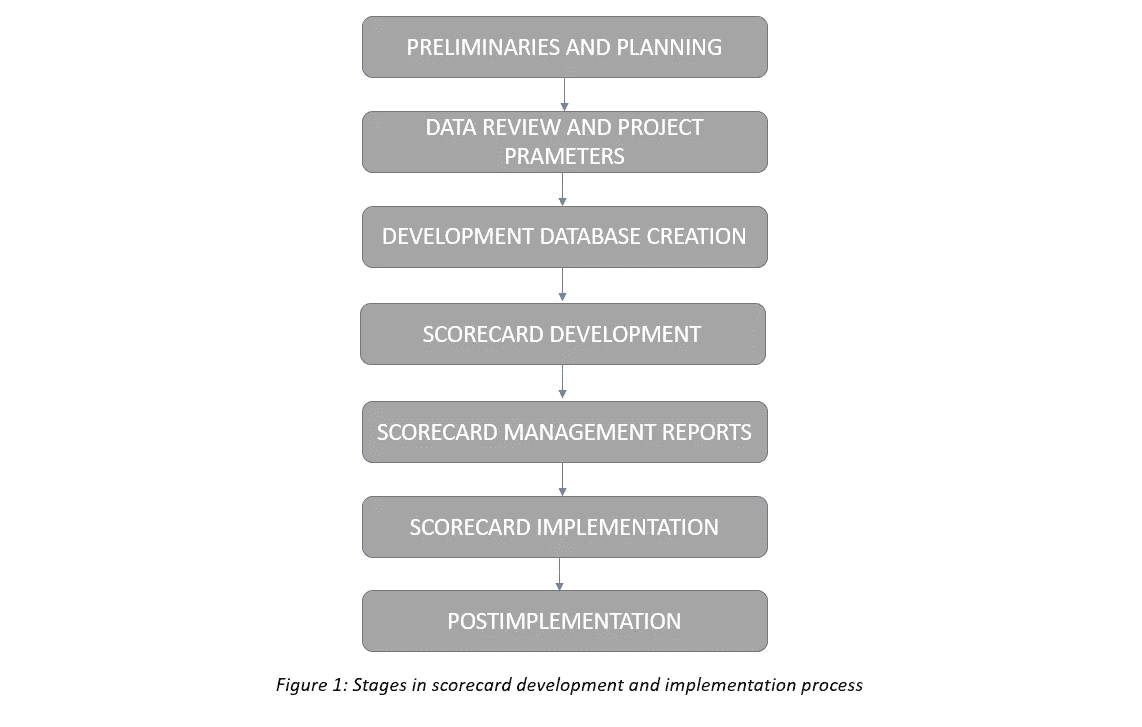 PRELIMINARIES AND PLANNING
DATA REVIEW AND PROJECT
PRAMETERS
DEVELOPMENT DATABASE CREATION
SCORECARD DEVELOPMENT
SCORECARD MANAGEMENT REPORTS
SCORECARD IMPLEMENTATION
POSTIMPLEMENTATION
Figure 1: Stages in scorecard development and implementation process